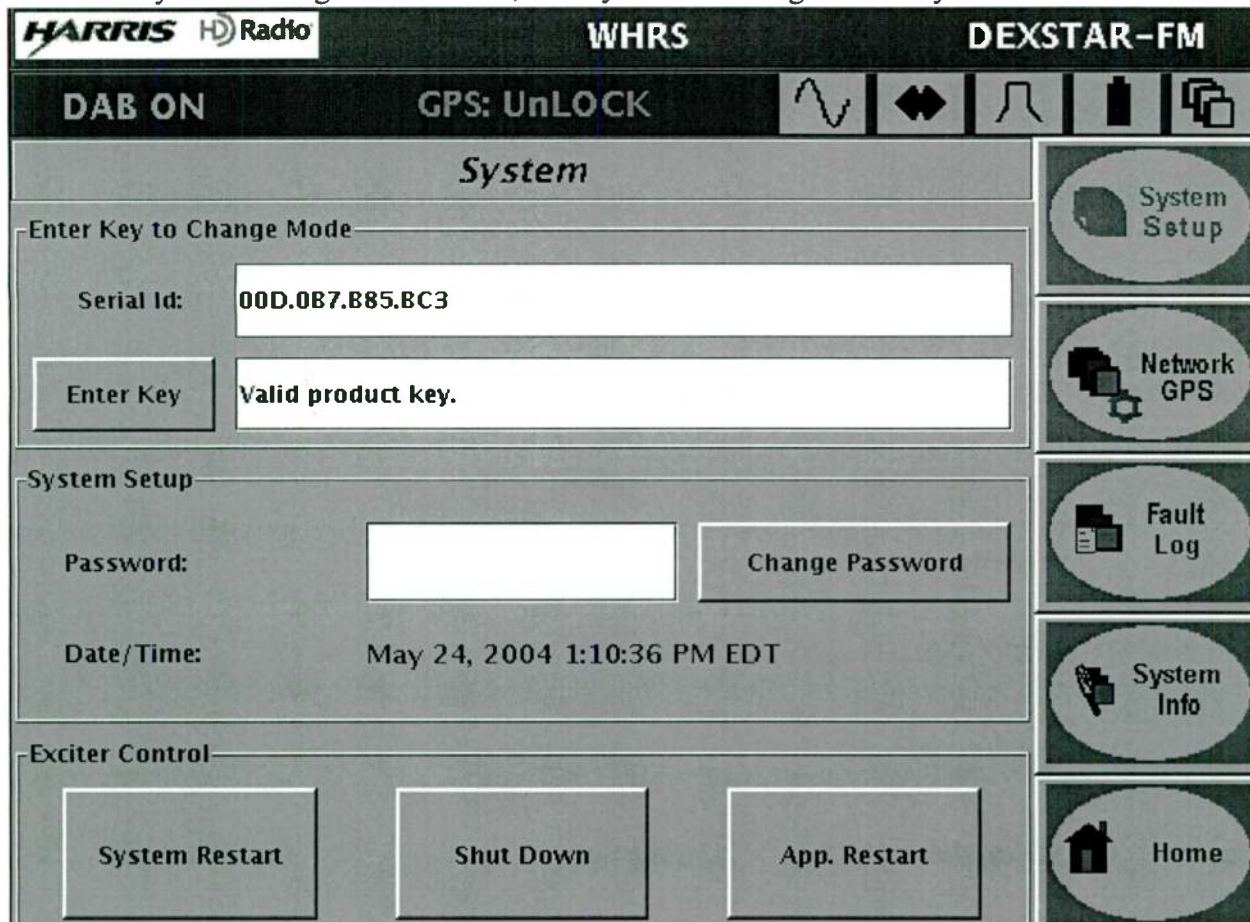 HARRIS HD Radio WHRS DEXSTAR-FM
DAB ON GPS: UnLOCK
System
Enter Key to Change Mode
Serial Id: 00D.0B7.B85.BC3
Enter Key Valid product key.
System Setup
Password: Change Password
Date/Time: May 24, 2004 1:10:36 PM EDT
Exciter Control
System Restart Shut Down App. Restart
System
Setup
Network
GPS
Fault
Log
System
Info
Home